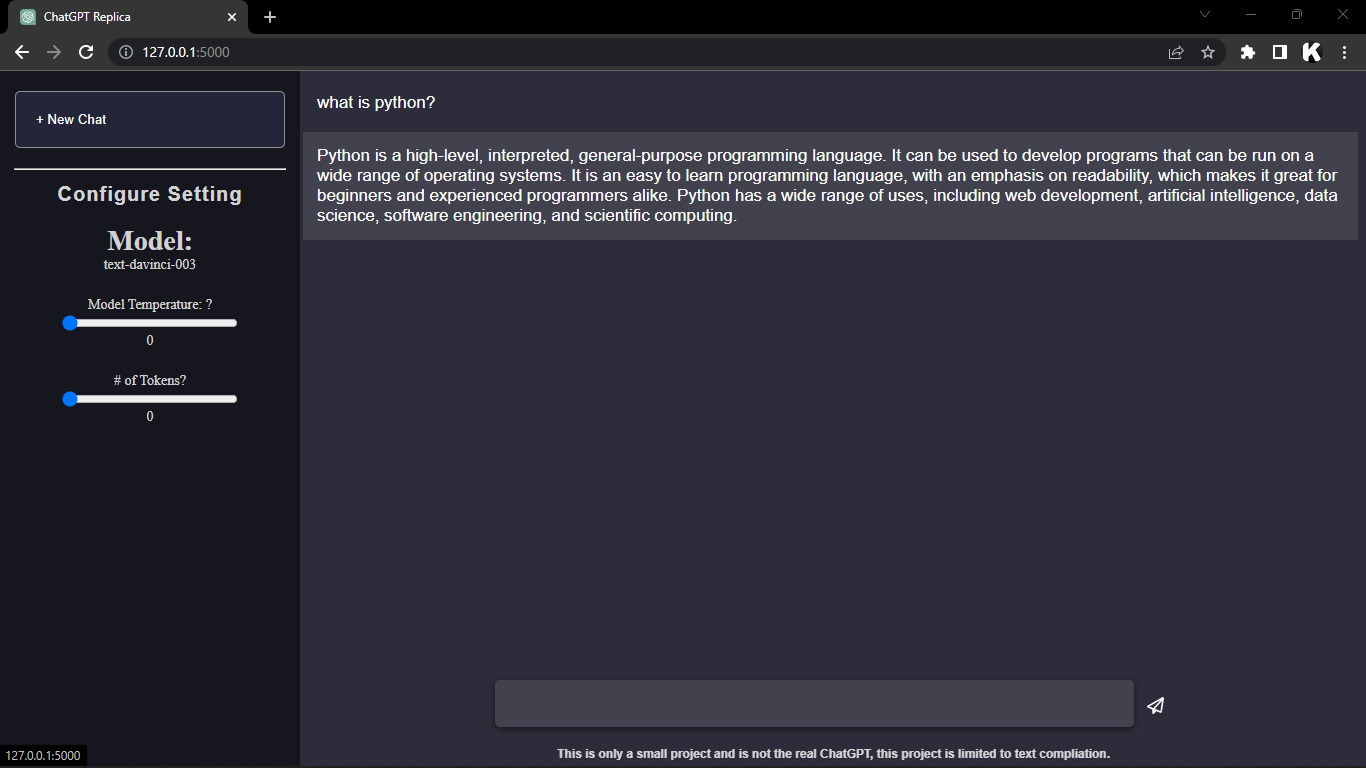 ChatGPT Replica
127.0.0.1:5000
+ New Chat
Configure Setting
Model:
text-davinci-003
Model Temperature: ?
0
# of Tokens?
0
what is python?
Python is a high-level, interpreted, general-purpose programming language. It can be used to develop programs that can be run on a
wide range of operating systems. It is an easy to learn programming language, with an emphasis on readability, which makes it great for
beginners and experienced programmers alike. Python has a wide range of uses, including web development, artificial intelligence, data
science, software engineering, and scientific computing.
This is only a small project and is not the real ChatGPT, this project is limited to text compliation.
127.0.0.1:5000